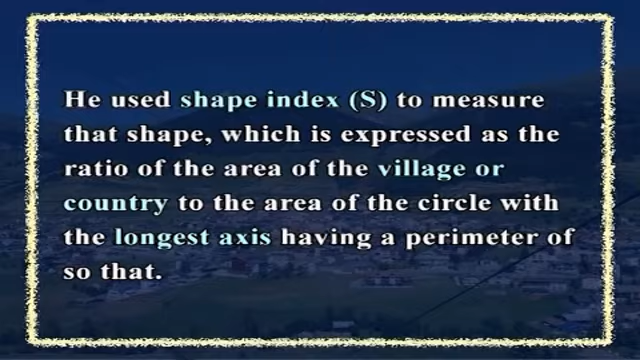 He used shape index (S) to measure
that shape, which is expressed as the
ratio of the area of the village or
country to the area of the circle with
the longest axis having a perimeter of
so that.